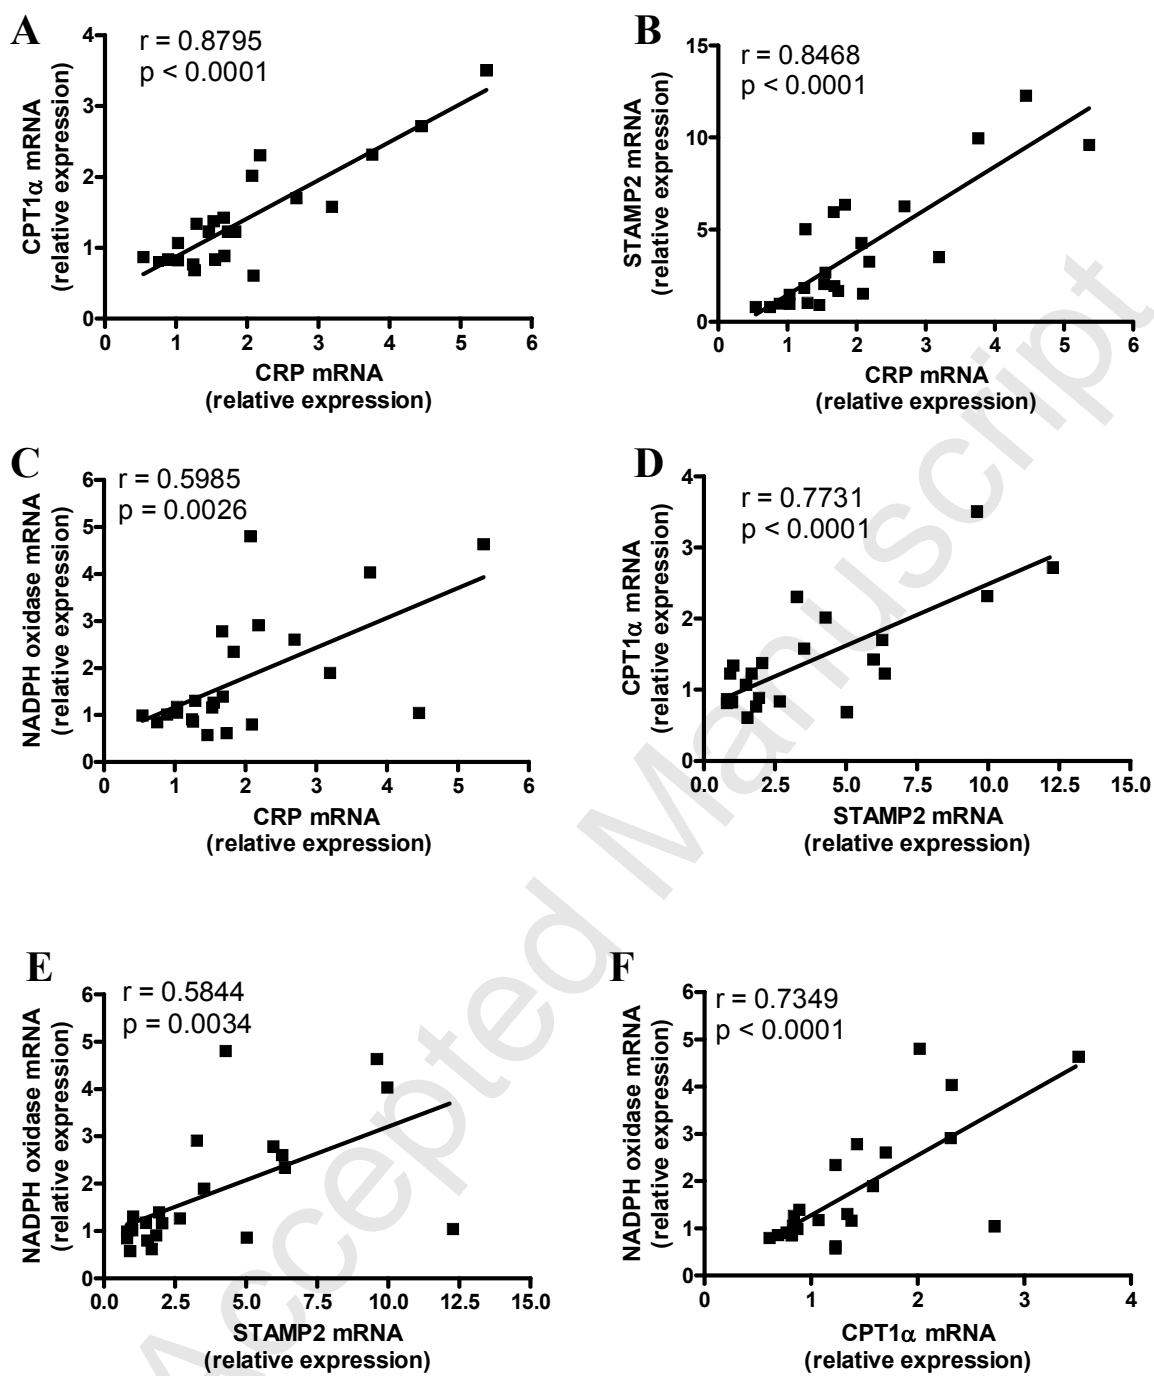 A
r = 0.8795
p < 0.0001
CPT1α mRNA
(relative expression)
4
3
2
1
0
0 1 2 3 4 5 6
CRP mRNA
(relative expression)
B
r = 0.8468
p < 0.0001
STAMP2 mRNA
(relative expression)
15
10
5
0
0 1 2 3 4 5 6
CRP mRNA
(relative expression)
C
r = 0.5985
p = 0.0026
NADPH oxidase mRNA
(relative expression)
6
5
4
3
2
1
0
0 1 2 3 4 5 6
CRP mRNA
(relative expression)
D
r = 0.7731
p < 0.0001
CPT1α mRNA
(relative expression)
4
3
2
1
0
0.0 2.5 5.0 7.5 10.0 12.5 15.0
STAMP2 mRNA
(relative expression)
E
r = 0.5844
p = 0.0034
NADPH oxidase mRNA
(relative expression)
6
5
4
3
2
1
0
0.0 2.5 5.0 7.5 10.0 12.5 15.0
STAMP2 mRNA
(relative expression)
F
r = 0.7349
p < 0.0001
NADPH oxidase mRNA
(relative expression)
6
5
4
3
2
1
0
0 1 2 3 4
CPT1α mRNA
(relative expression)
Accepted Manuscript